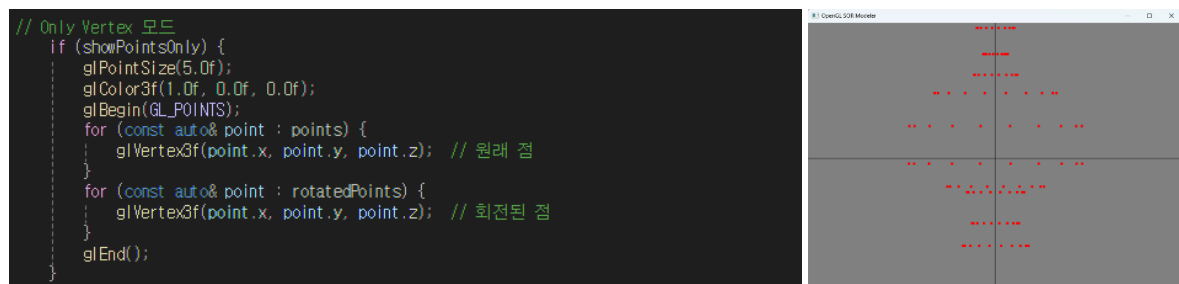 // Only Vertex 모드
if (showPointsOnly) {
glPointSize(5.0f);
glColor3f(1.0f, 0.0f, 0.0f);
glBegin(GL_POINTS);
for (const auto& point : points) {
glVertex3f(point.x, point.y, point.z);  // 원래 점
}
for (const auto& point : rotatedPoints) {
glVertex3f(point.x, point.y, point.z);  // 회전된 점
}
glEnd();
}
OpenGL SOR Modeler